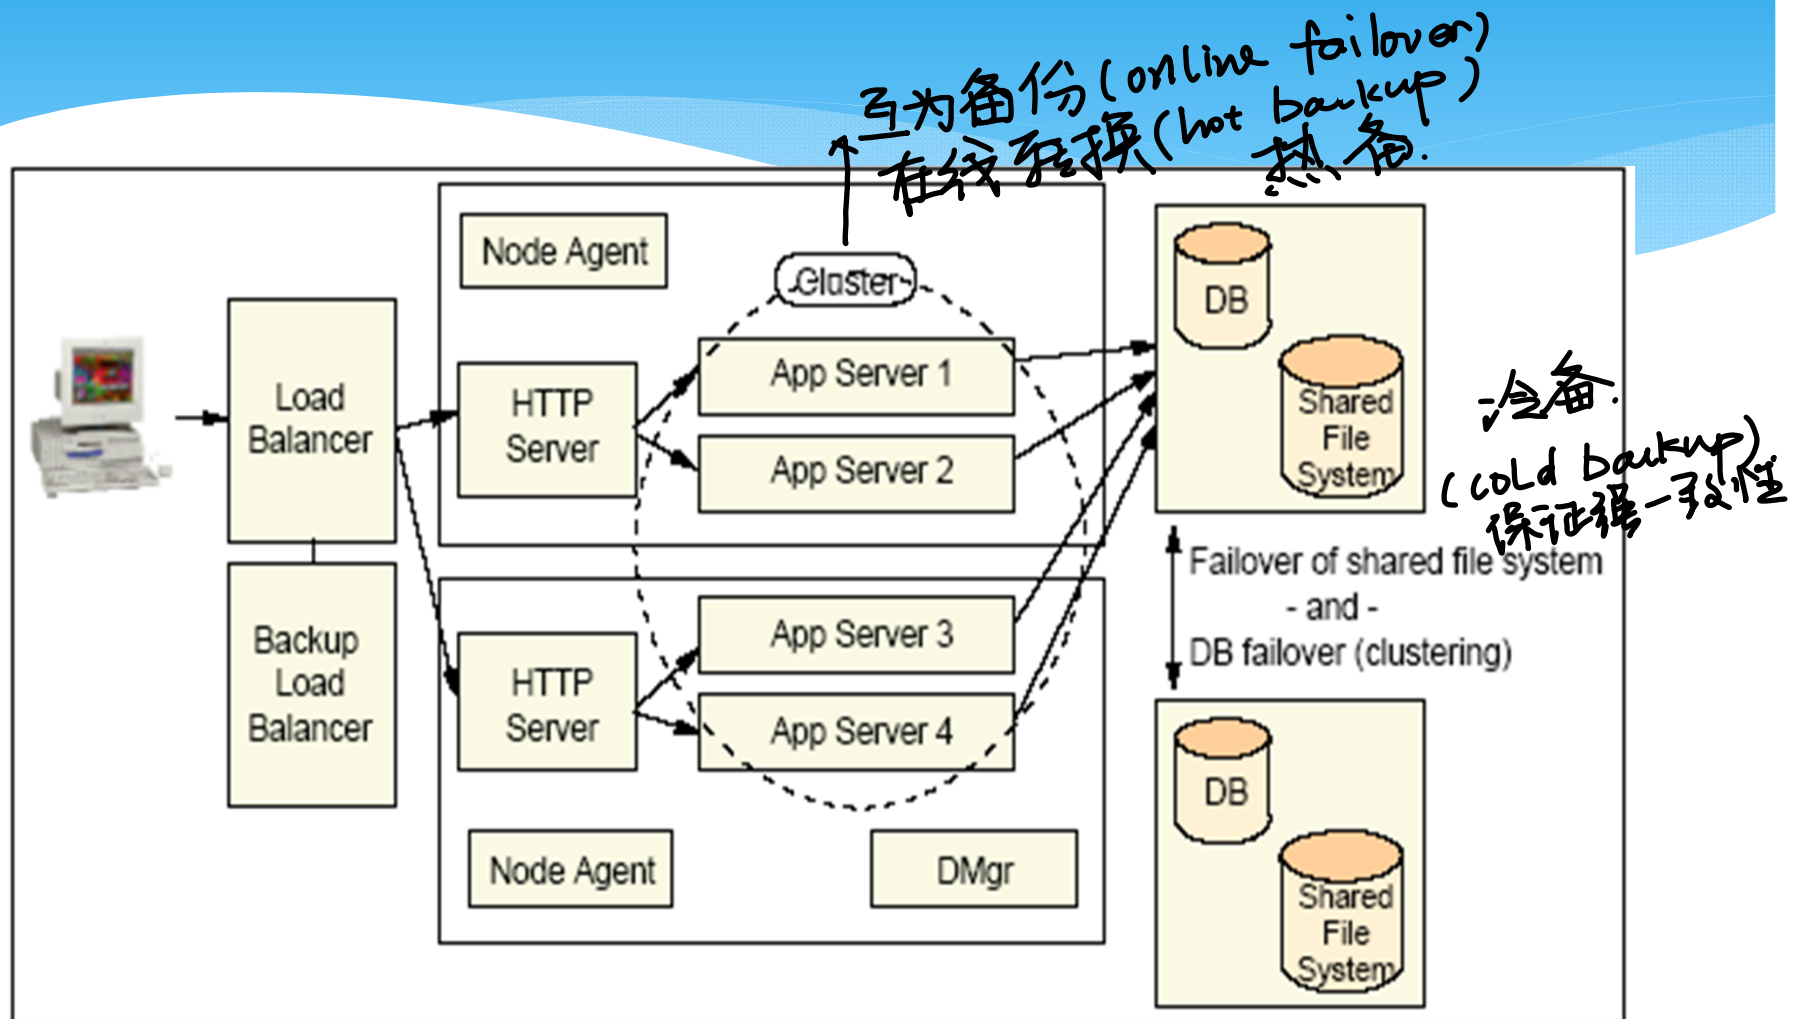 互为备份(online failover)
在线转换(hot backup)
热备.
Node Agent
Cluster
DB
Load
Balancer
HTTP
Server
App Server 1
App Server 2
Shared
File
System
冷备.
(cold backup)
保证强一致性
Failover of shared file system
- and -
DB failover (clustering)
Backup
Load
Balancer
HTTP
Server
App Server 3
App Server 4
DB
Node Agent
DMgr
Shared
File
System